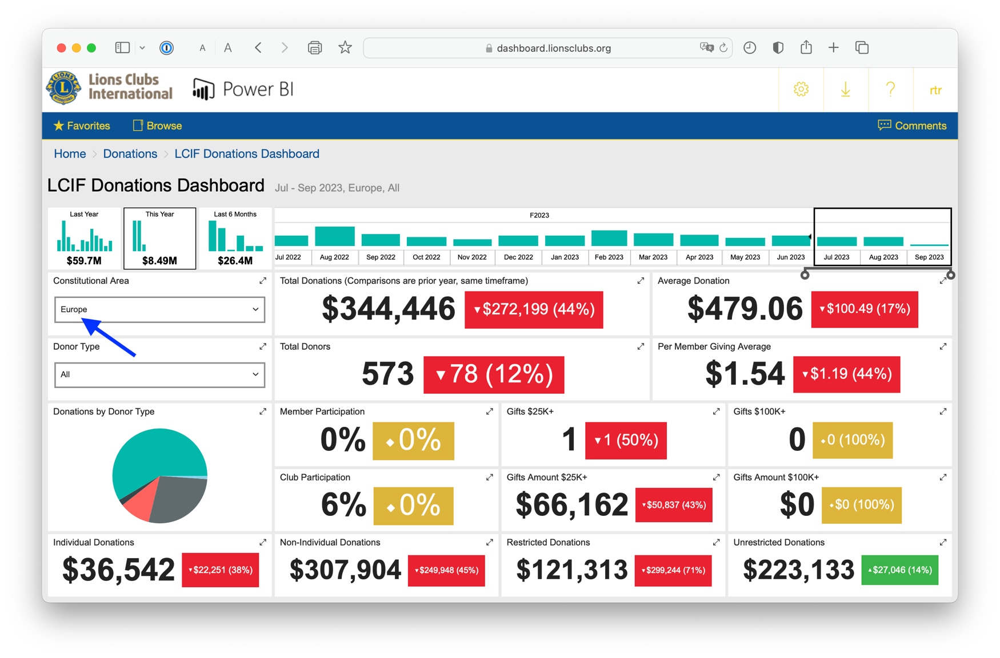 A A dashboard.lionsclubs.org
LIONS
L
INTERNATIONAL
Lions Clubs
International
Power BI
? rtr
Favorites Browse Comments
Home Donations LCIF Donations Dashboard
LCIF Donations Dashboard Jul - Sep 2023, Europe, All
Last Year This Year Last 6 Months
$59.7M $8.49M $26.4M
F2023
Jul 2022 Aug 2022 Sep 2022 Oct 2022 Nov 2022 Dec 2022 Jan 2023 Feb 2023 Mar 2023 Apr 2023 May 2023 Jun 2023 Jul 2023 Aug 2023 Sep 2023
Constitutional Area
Europe
Total Donations (Comparisons are prior year, same timeframe)
$344,446 ▼$272,199 (44%)
Average Donation
$479.06 ▼$100.49 (17%)
Donor Type
All
Total Donors
573 ▼78 (12%)
Per Member Giving Average
$1.54 ▼$1.19 (44%)
Donations by Donor Type
Member Participation
0% ◆0%
Gifts $25K+
1 ▼1 (50%)
Gifts $100K+
0 ◆0 (100%)
Club Participation
6% ◆0%
Gifts Amount $25K+
$66,162 ▼$50,837 (43%)
Gifts Amount $100K+
$0 ◆$0 (100%)
Individual Donations
$36,542 ▼$22,251 (38%)
Non-Individual Donations
$307,904 ▼$249,948 (45%)
Restricted Donations
$121,313 ▼$299,244 (71%)
Unrestricted Donations
$223,133 ▲$27,046 (14%)